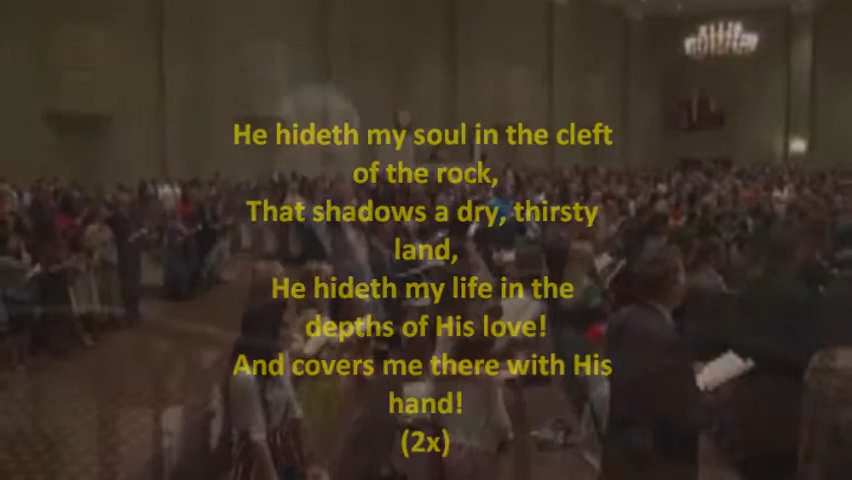 He hideth my soul in the cleft
of the rock,
That shadows a dry, thirsty
land,
He hideth my life in the
depths of His love!
And covers me there with His
hand!
(2x)